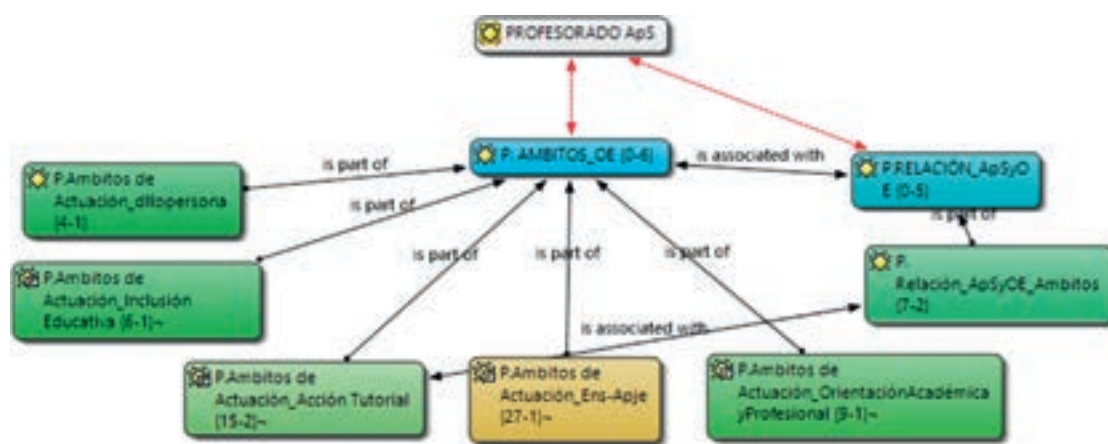 PROFESORADO ApS
P: AMBITOS_OE {0-6}
is associated with
P.RELACIÓN_ApSyO
E {0-5}
is part of
P.Ambitos de
Actuación_dllopersona
{4-1}
is part of
is part of
P.Ambitos de
Actuación_Inclusión
Educativa {6-1}~
is part of
is part of
is part of
P.
Relación_ApSyOE_Ambitos
{7-2}
is associated with
P.Ambitos de
Actuación_Acción Tutorial
{15-2}~
P.Ambitos de
Actuación_Ens-Apje
{27-1}~
P.Ambitos de
Actuación_OrientaciónAcadémica
yProfesional {9-1}~